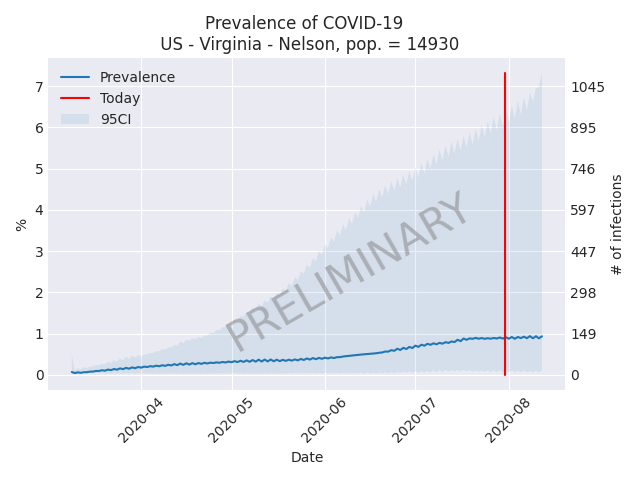 Prevalence of COVID-19
US - Virginia - Nelson, pop. = 14930
Prevalence
Today
95CI
PRELIMINARY
%
7
6
5
4
3
2
1
0
1045
895
746
597
447
298
149
0
# of infections
2020-04
2020-05
2020-06
2020-07
2020-08
Date